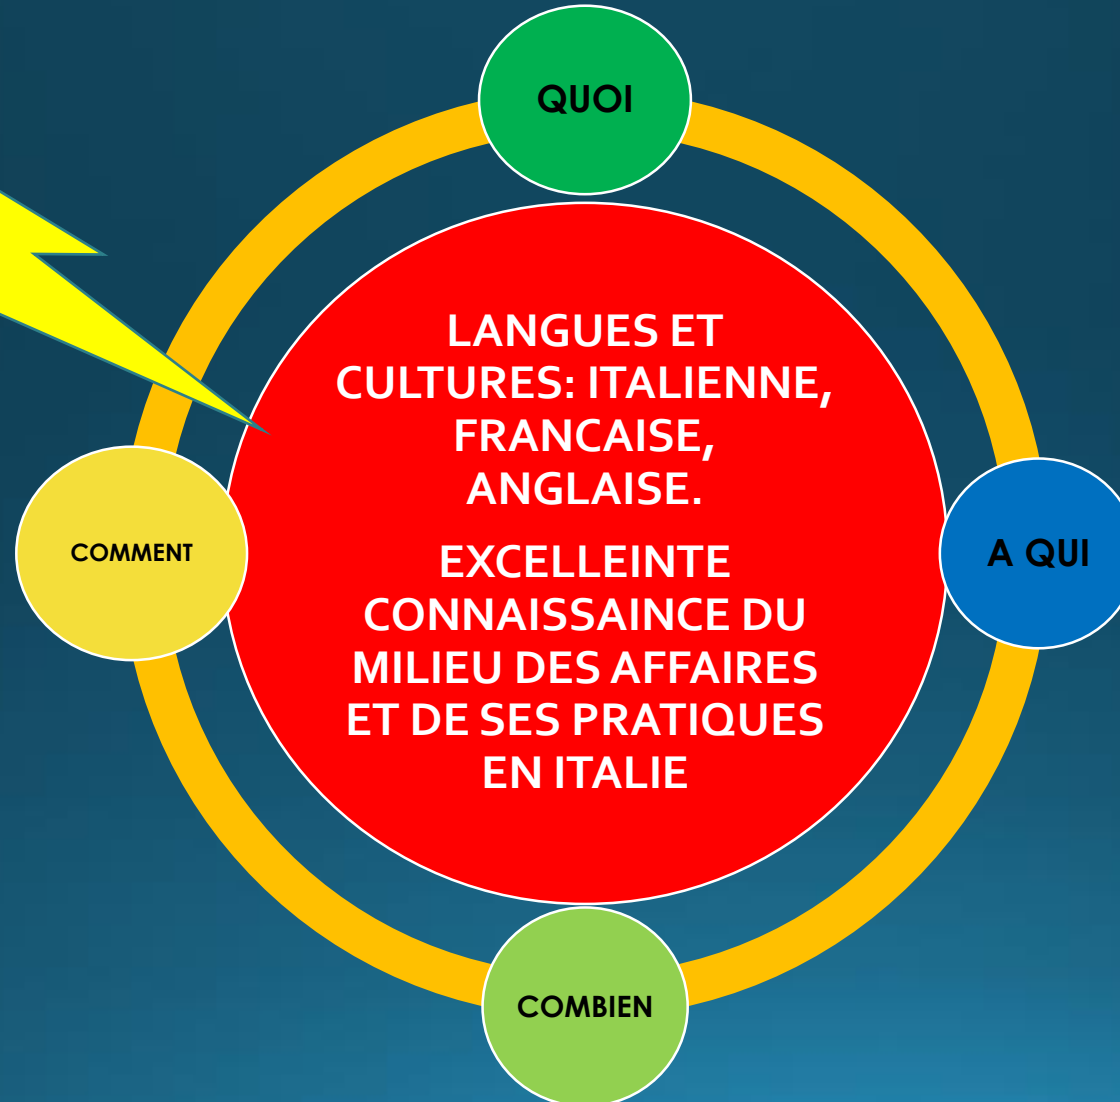 QUOI
LANGUES ET
CULTURES: ITALIENNE,
FRANCAISE,
ANGLAISE.
EXCELLEINTE
CONNAISSAINCE DU
MILIEU DES AFFAIRES
ET DE SES PRATIQUES
EN ITALIE
COMMENT
A QUI
COMBIEN